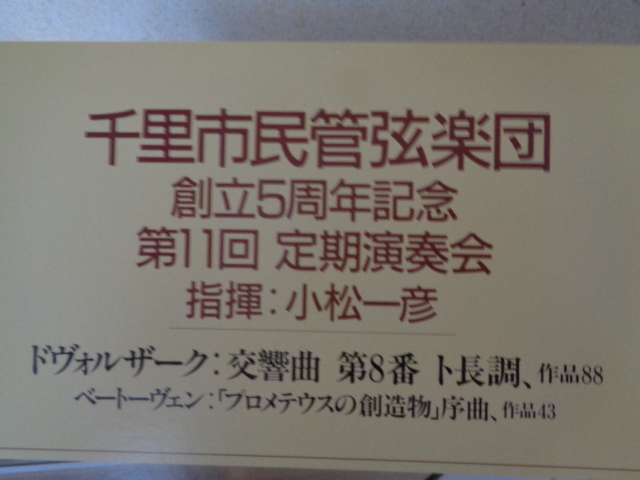 千里市民管弦楽団
創立5周年記念
第11回 定期演奏会
指揮:小松一彦
ドヴォルザーク:交響曲 第8番 ト長調、作品88
ベートーヴェン:「プロメテウスの創造物」序曲、作品43